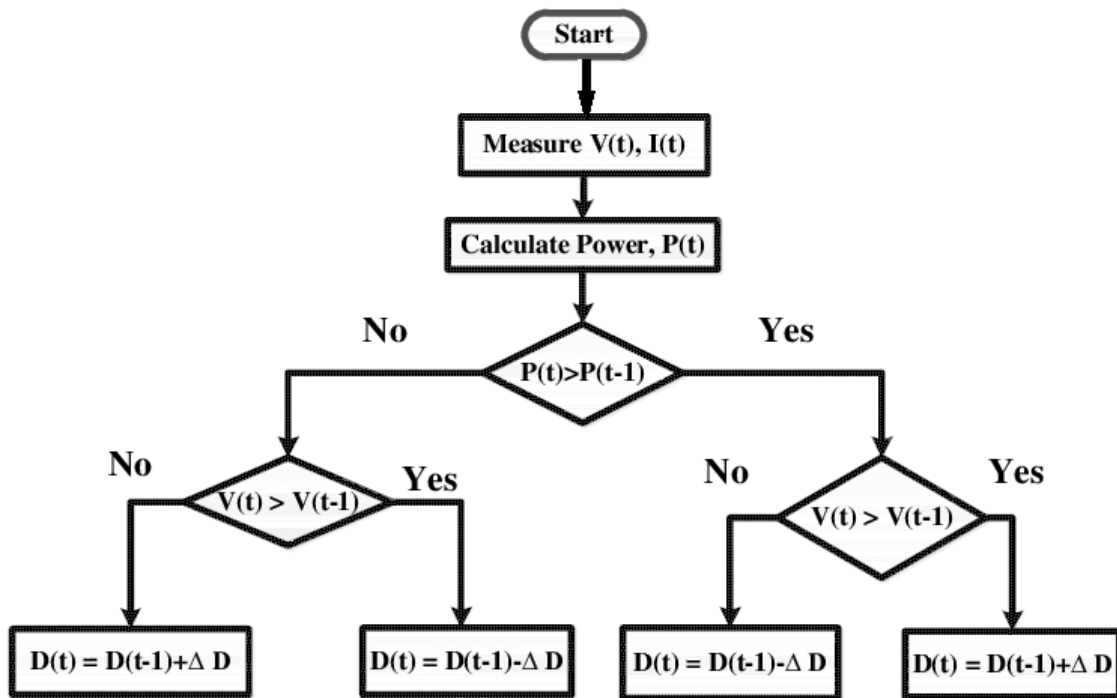 Start
Measure V(t), I(t)
Calculate Power, P(t)
No
Yes
P(t)>P(t-1)
No
Yes
V(t) > V(t-1)
No
Yes
V(t) > V(t-1)
D(t) = D(t-1)+Δ D
D(t) = D(t-1)-Δ D
D(t) = D(t-1)-Δ D
D(t) = D(t-1)+Δ D